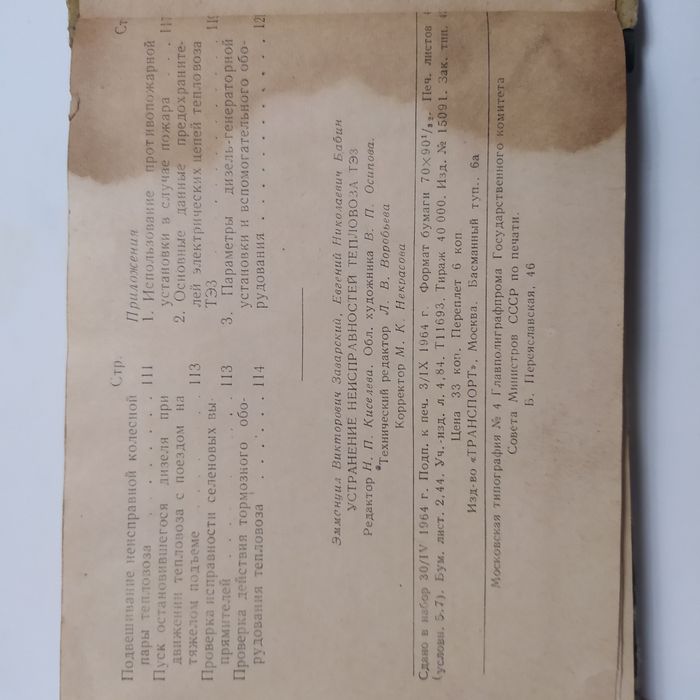 Стр.
Подвешивание неисправной колесной
пары тепловоза . . . . . . . . 111
Пуск остановившегося дизеля при
движении тепловоза с поездом на
тяжелом подъеме . . . . . 113
Проверка исправности селеновых вы-
прямителей . . . . . . . . 113
Проверка действия тормозного обо-
рудования тепловоза . . . . . . 114
Ст
Приложения
1. Использование противопожарной
установки в случае пожара . . 117
2. Основные данные предохраните-
лей электрических цепей тепловоза
ТЭЗ . . . . . . . . . .
3. Параметры дизель-генераторной
установки и вспомогательного обо-
рудования . . . . . . . . . . 12
Эммануил Викторович Заварский, Евгений Николаевич Бабин
УСТРАНЕНИЕ НЕИСПРАВНОСТЕЙ ТЕПЛОВОЗА ТЭЗ
Редактор Н. П. Киселева. Обл. художника В. П. Осипова.
Технический редактор Л. В. Воробьева
Корректор М. К. Некрасова
Сдано в набор 30/IV 1964 г. Подп. к печ. 3/IX 1964 г. Формат бумаги 70×90¹/₃₂. Печ. листов
(условн. 5,7). Бум. лист. 2,44. Уч.-изд. л. 4,84. Т11693. Тираж 40 000. Изд. № 15091. Зак. тип.
Цена 33 коп. Переплет 6 коп
Изд-во «ТРАНСПОРТ», Москва. Басманный туп., 6а
Московская типография № 4 Главполиграфпрома Государственного комитета
Совета Министров СССР по печати.
Б. Переяславская, 46